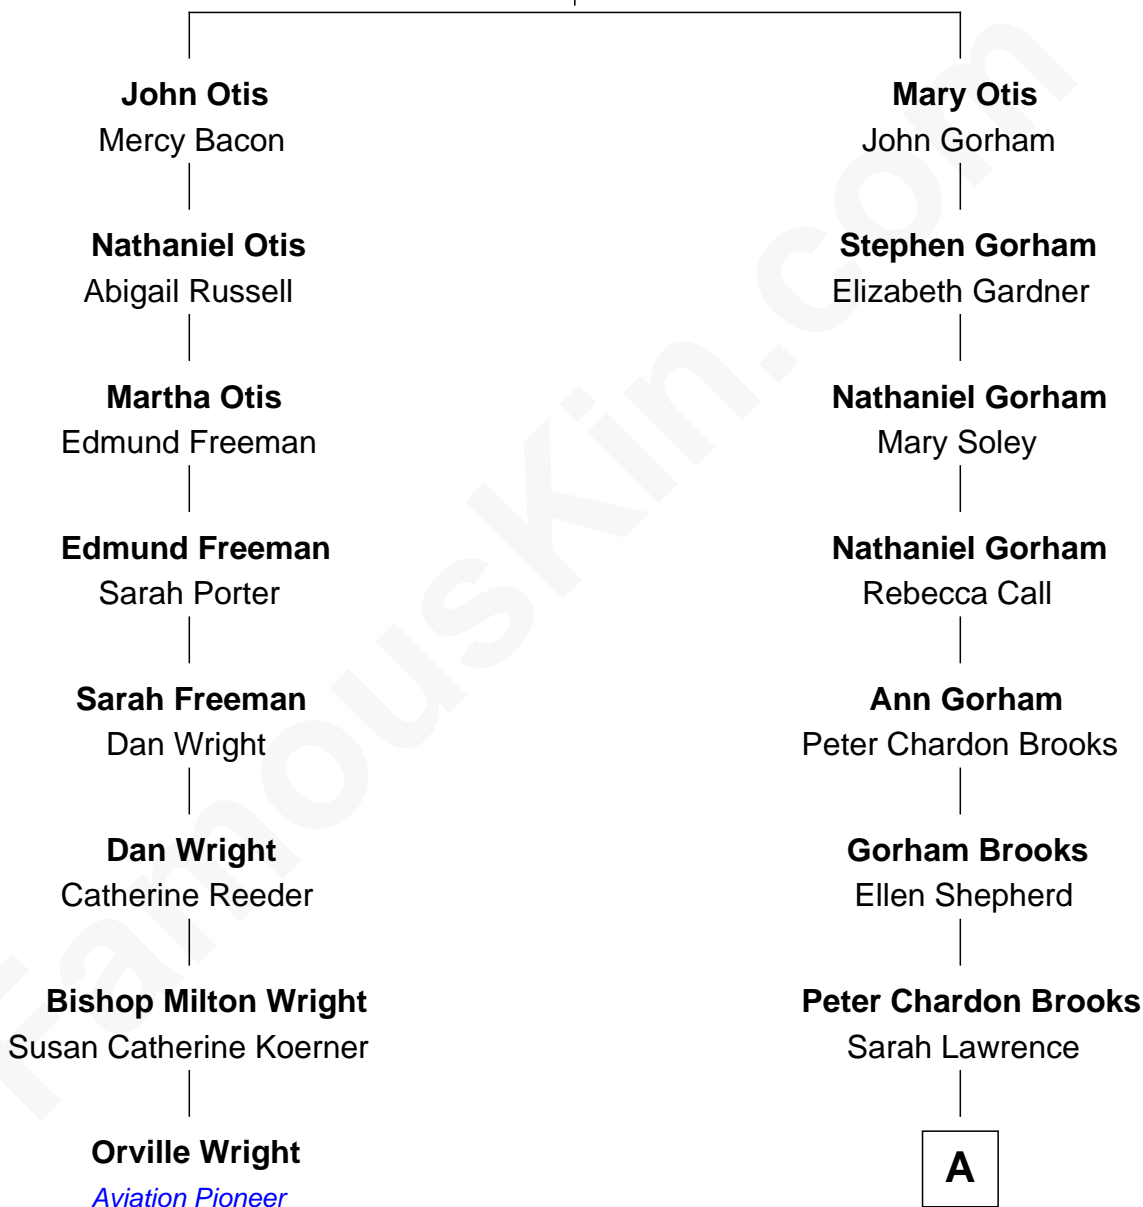 John Otis
Mercy Bacon
Nathaniel Otis
Abigail Russell
Martha Otis
Edmund Freeman
Edmund Freeman
Sarah Porter
Sarah Freeman
Dan Wright
Dan Wright
Catherine Reeder
Bishop Milton Wright
Susan Catherine Koerner
Orville Wright
Aviation Pioneer
Mary Otis
John Gorham
Stephen Gorham
Elizabeth Gardner
Nathaniel Gorham
Mary Soley
Nathaniel Gorham
Rebecca Call
Ann Gorham
Peter Chardon Brooks
Gorham Brooks
Ellen Shepherd
Peter Chardon Brooks
Sarah Lawrence
A
FamousKin.com